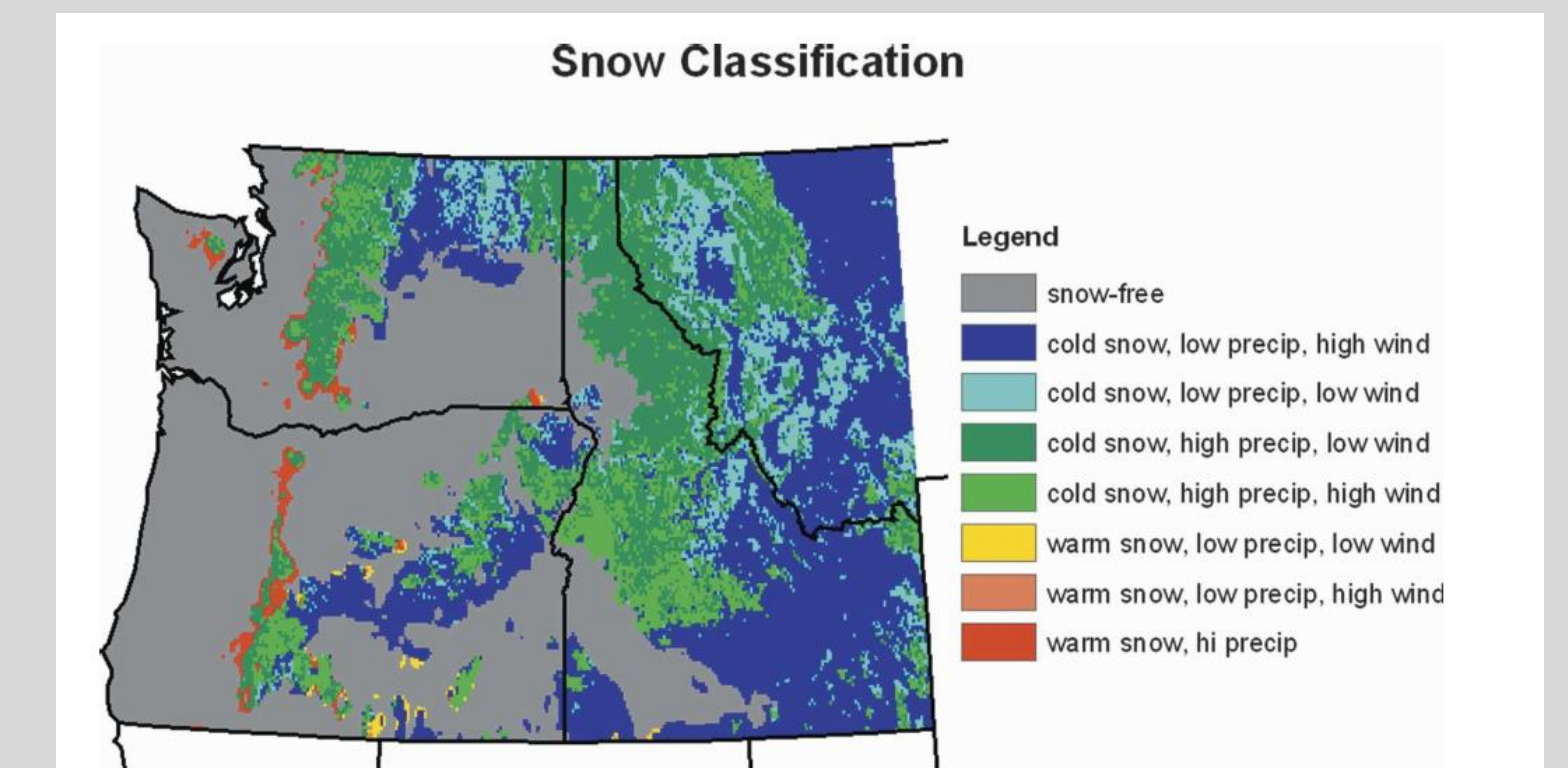 Snow Classification
Legend
snow-free
cold snow, low precip, high wind
cold snow, low precip, low wind
cold snow, high precip, low wind
cold snow, high precip, high wind
warm snow, low precip, low wind
warm snow, low precip, high wind
warm snow, hi precip